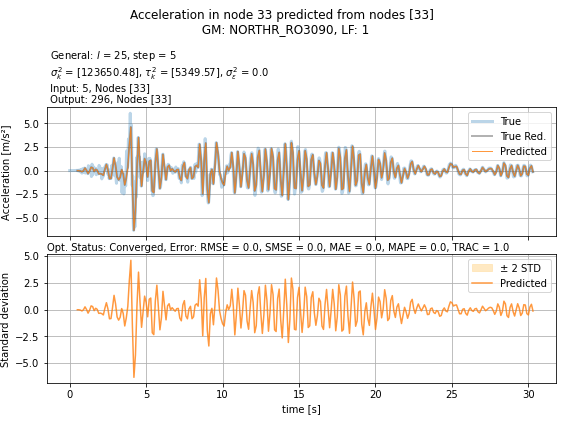 Acceleration in node 33 predicted from nodes [33]
GM: NORTHR_RO3090, LF: 1
General: l = 25, step = 5
σ²ₖ = [123650.48], τ²ₖ = [5349.57], σ²ₑ = 0.0
Input: 5, Nodes [33]
Output: 296, Nodes [33]
Acceleration [m/s²]
5.0
2.5
0.0
−2.5
−5.0
True
True Red.
Predicted
Opt. Status: Converged, Error: RMSE = 0.0, SMSE = 0.0, MAE = 0.0, MAPE = 0.0, TRAC = 1.0
Standard deviation
5.0
2.5
0.0
−2.5
−5.0
± 2 STD
Predicted
0 5 10 15 20 25 30
time [s]